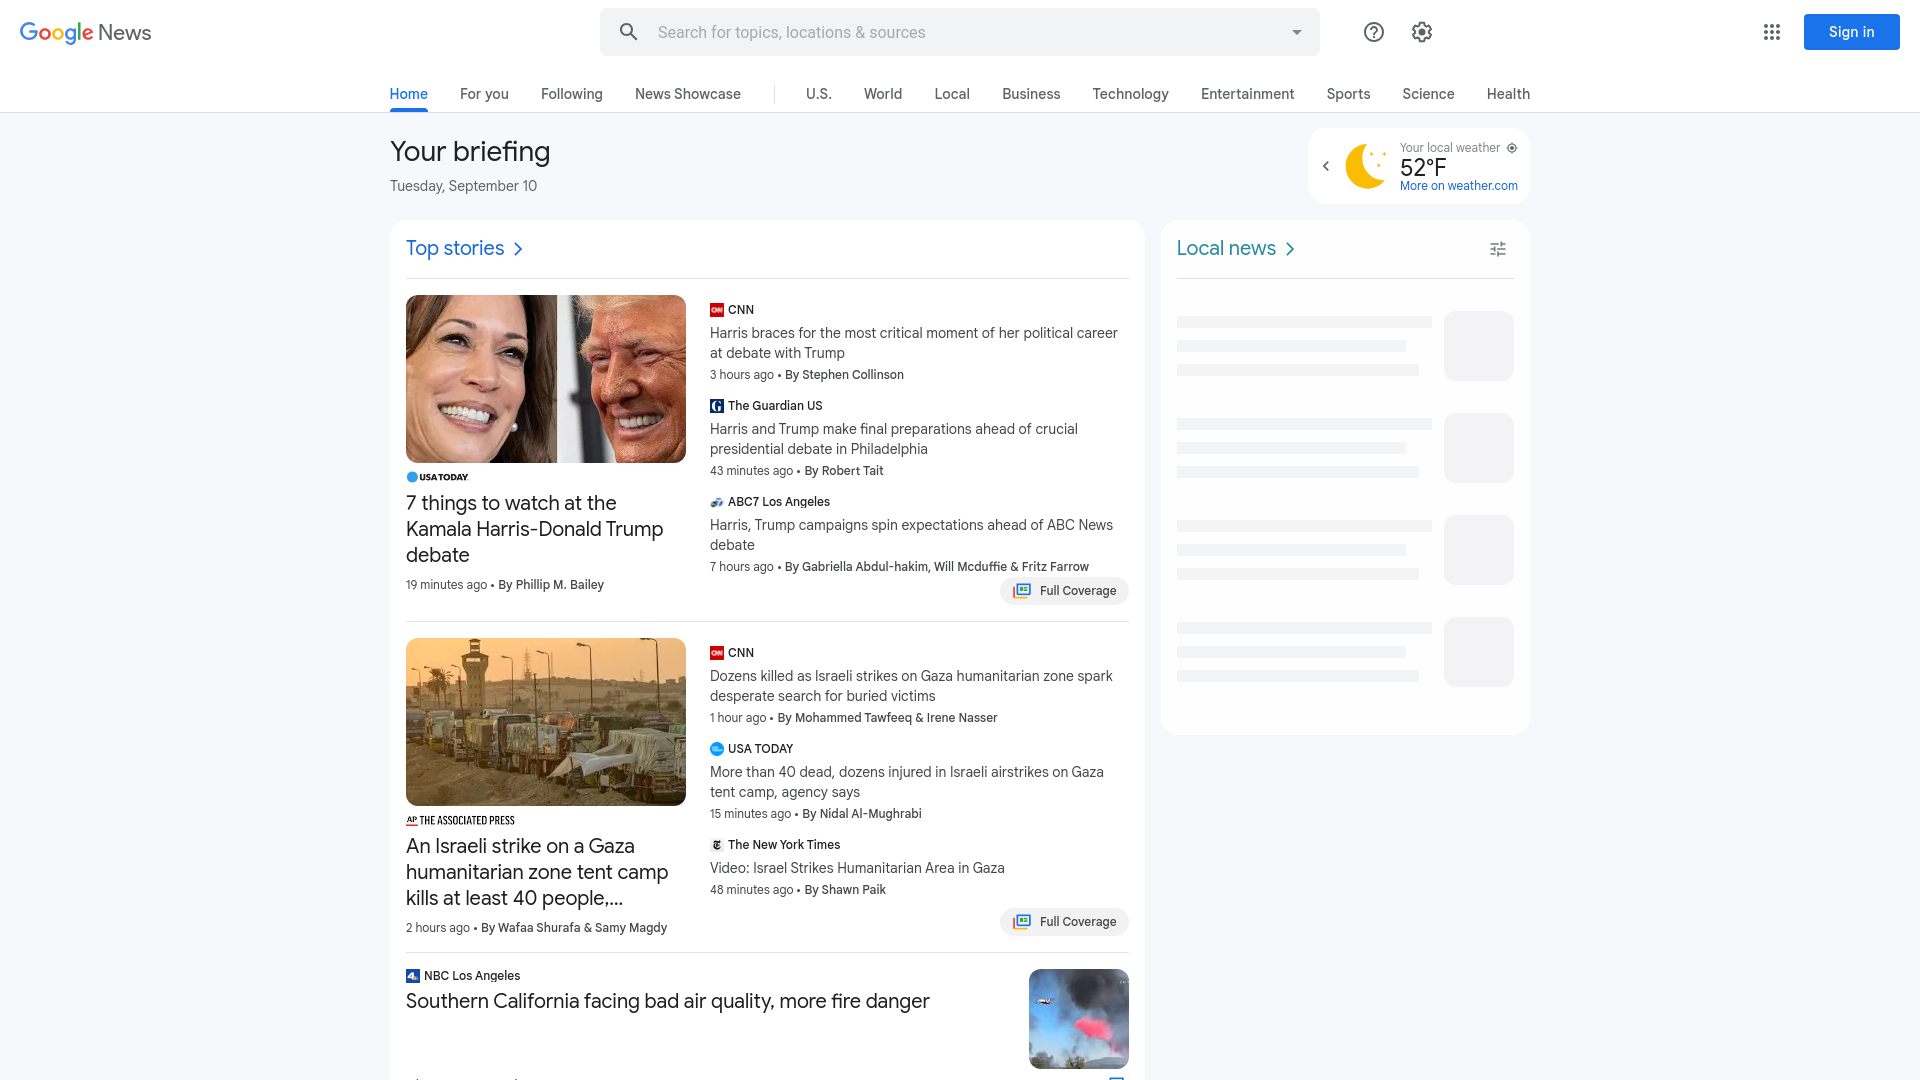 Google News
Search for topics, locations & sources
Sign in
Home
For you
Following
News Showcase
U.S.
World
Local
Business
Technology
Entertainment
Sports
Science
Health
Your briefing
Tuesday, September 10
Your local weather
52°F
More on weather.com
Top stories
USA TODAY
7 things to watch at the
Kamala Harris-Donald Trump
debate
19 minutes ago • By Phillip M. Bailey
CNN
Harris braces for the most critical moment of her political career
at debate with Trump
3 hours ago • By Stephen Collinson
The Guardian US
Harris and Trump make final preparations ahead of crucial
presidential debate in Philadelphia
43 minutes ago • By Robert Tait
ABC7 Los Angeles
Harris, Trump campaigns spin expectations ahead of ABC News
debate
7 hours ago • By Gabriella Abdul-hakim, Will Mcduffie & Fritz Farrow
Full Coverage
AP THE ASSOCIATED PRESS
An Israeli strike on a Gaza
humanitarian zone tent camp
kills at least 40 people,...
2 hours ago • By Wafaa Shurafa & Samy Magdy
CNN
Dozens killed as Israeli strikes on Gaza humanitarian zone spark
desperate search for buried victims
1 hour ago • By Mohammed Tawfeeq & Irene Nasser
USA TODAY
More than 40 dead, dozens injured in Israeli airstrikes on Gaza
tent camp, agency says
15 minutes ago • By Nidal Al-Mughrabi
The New York Times
Video: Israel Strikes Humanitarian Area in Gaza
48 minutes ago • By Shawn Paik
Full Coverage
NBC Los Angeles
Southern California facing bad air quality, more fire danger
Local news